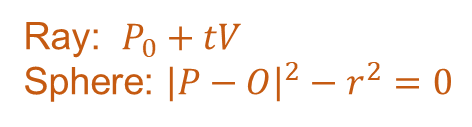 Ray: P₀ + tV
Sphere: |P − O|² − r² = 0